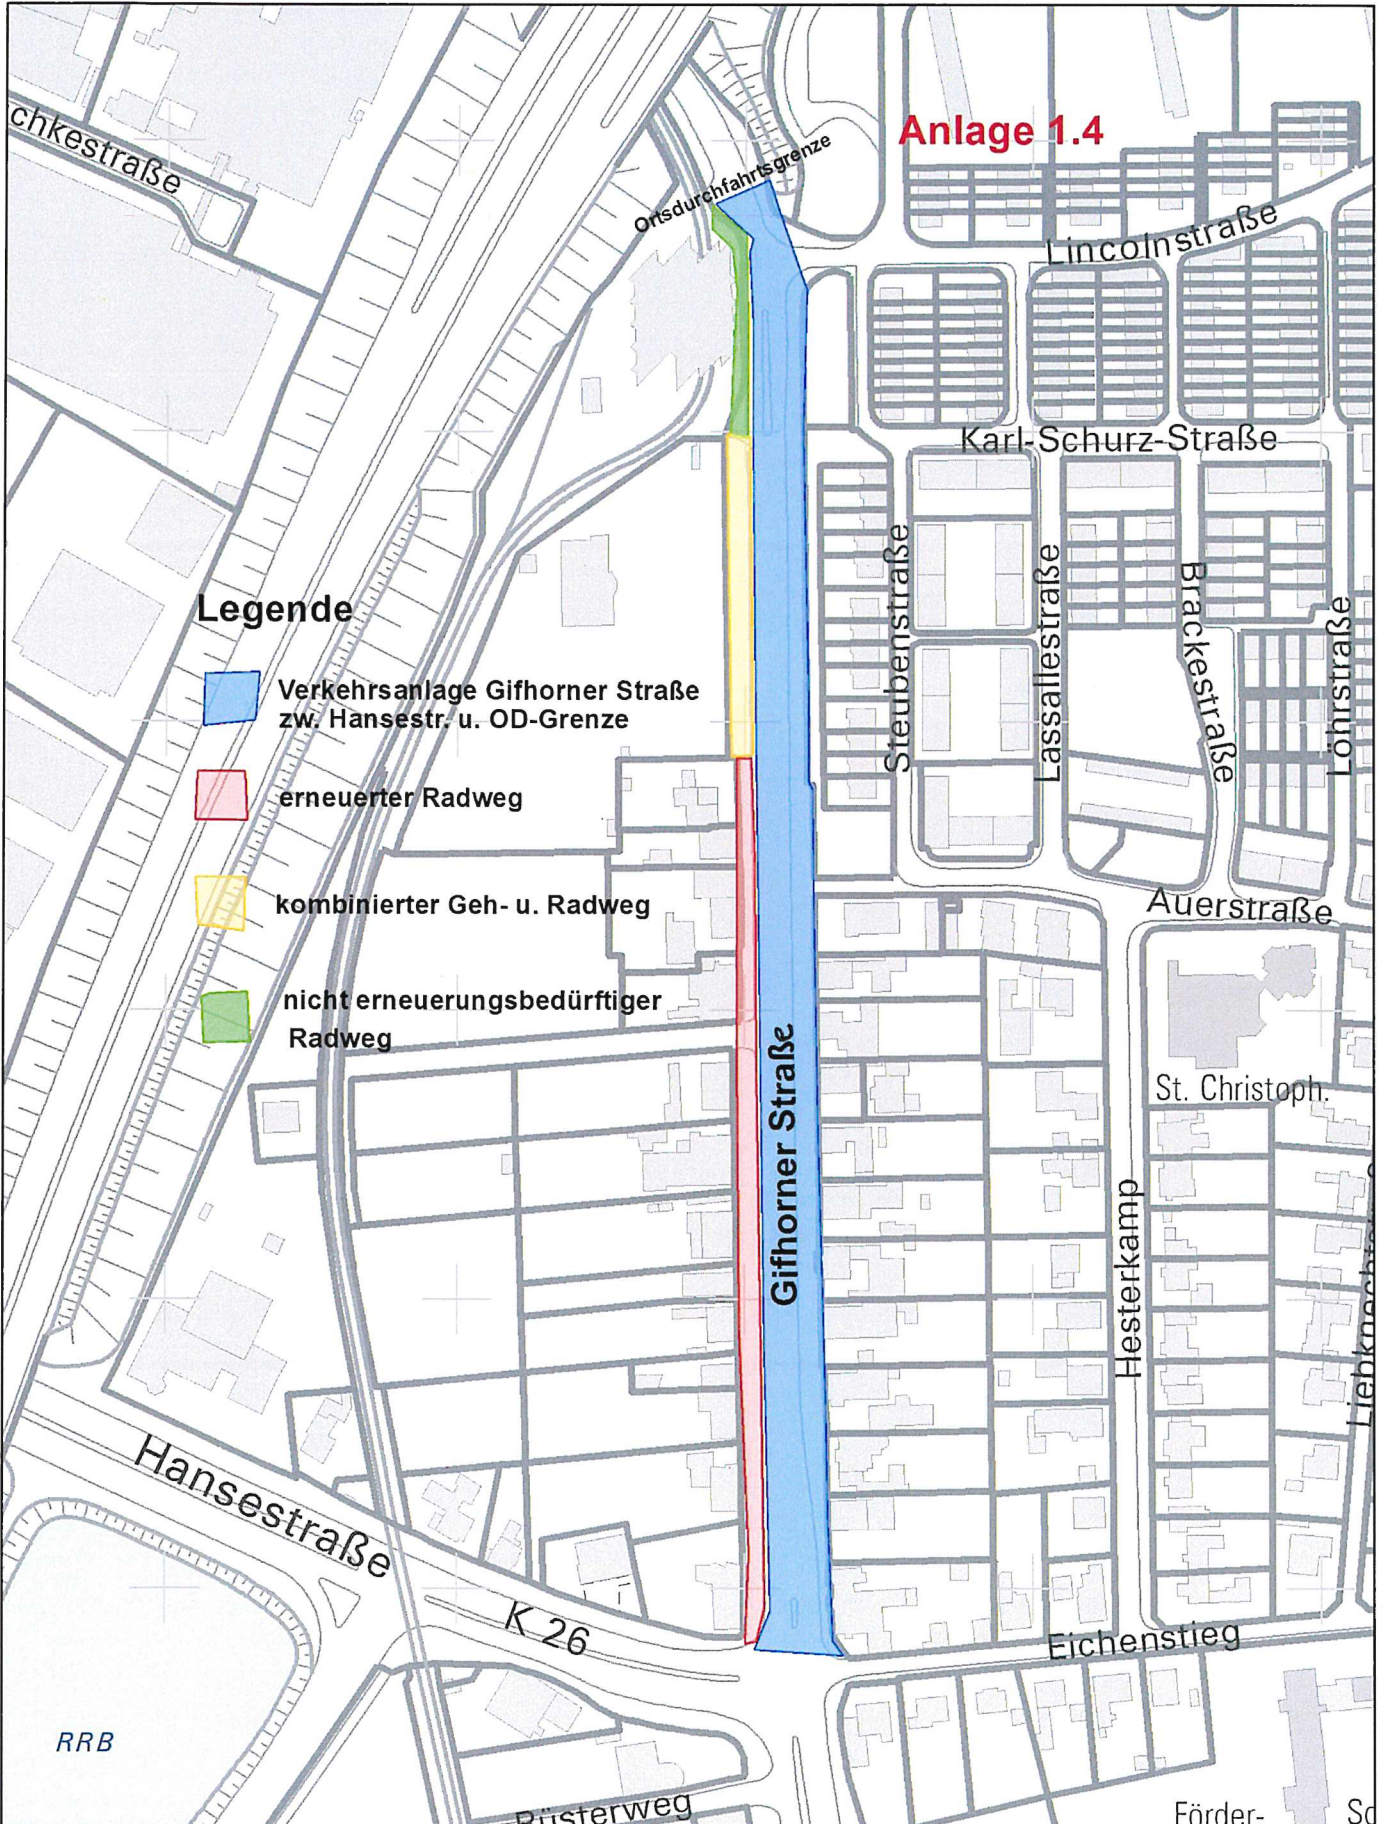 chkestraße
Anlage 1.4
Ortsdurchfahrtsgrenze
Lincolnstraße
Karl-Schurz-Straße
Steubenstraße
Lassallestraße
Brackestraße
Löhrstraße
Legende
Verkehrsanlage Gifhorner Straße
zw. Hansestr. u. OD-Grenze
erneuerter Radweg
kombinierter Geh- u. Radweg
nicht erneuerungsbedürftiger
Radweg
Auerstraße
Gifhorner Straße
St. Christoph.
Hesterkamp
Hansestraße
K 26
Eichenstieg
RRB
Rüsterweg
Förder-